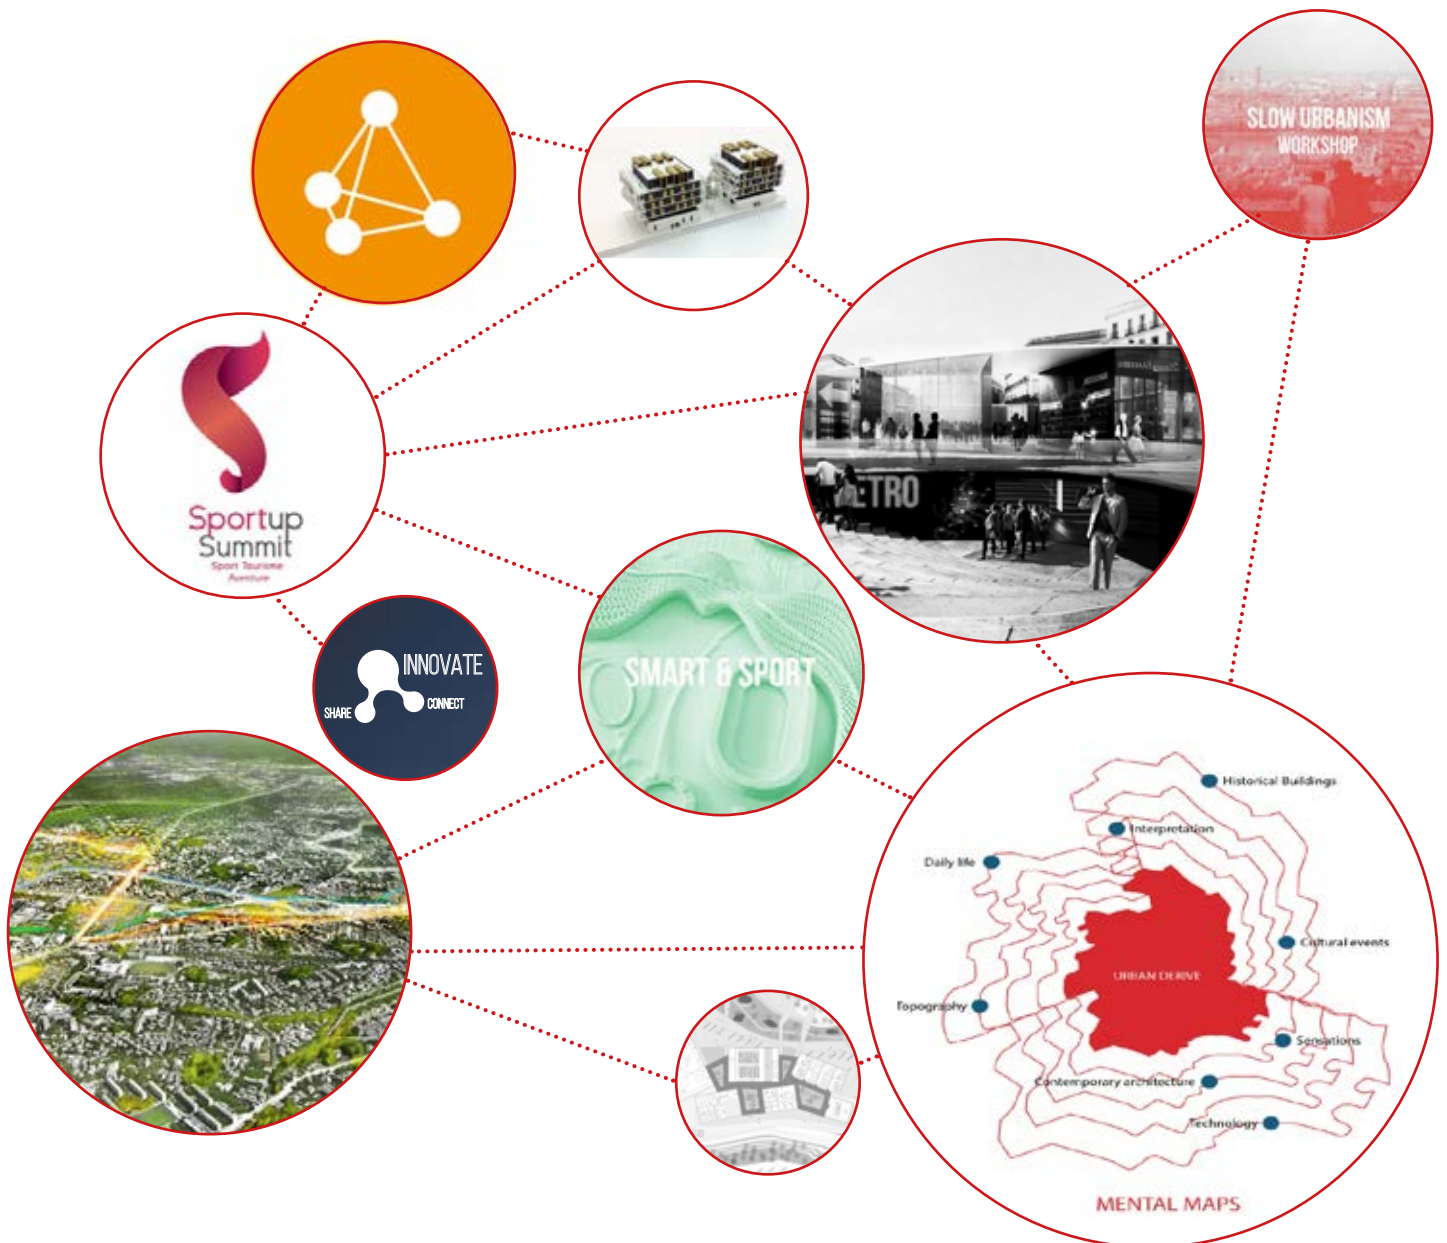 SLOW URBANISM
WORKSHOP
ETRO
Sportup
Summit
Sport Tourisme
Aventure
INNOVATE
SHARE
CONNECT
SMART & SPORT
Historical Buildings
Interpretation
Daily life
Cultural events
URBAN DERIVE
Topography
Sensations
Contemporary architecture
Technology
MENTAL MAPS